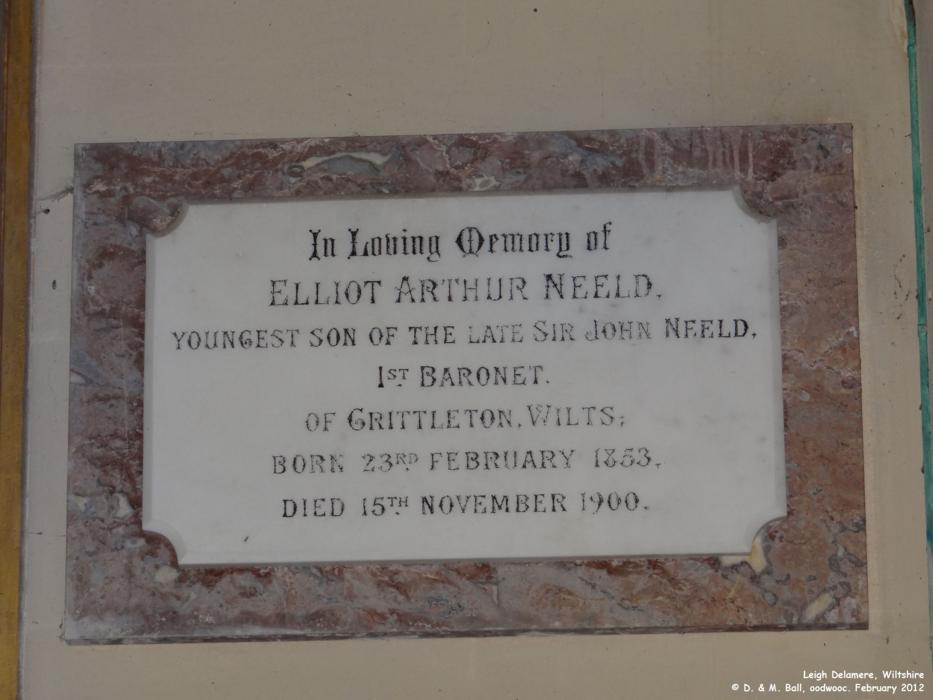 In Loving Memory of
ELLIOT ARTHUR NEELD,
YOUNGEST SON OF THE LATE SIR JOHN NEELD,
1ST BARONET.
OF GRITTLETON, WILTS;
BORN 23RD FEBRUARY 1853,
DIED 15TH NOVEMBER 1900.
Leigh Delamere, Wiltshire
© D. & M. Ball, oodwooc. February 2012